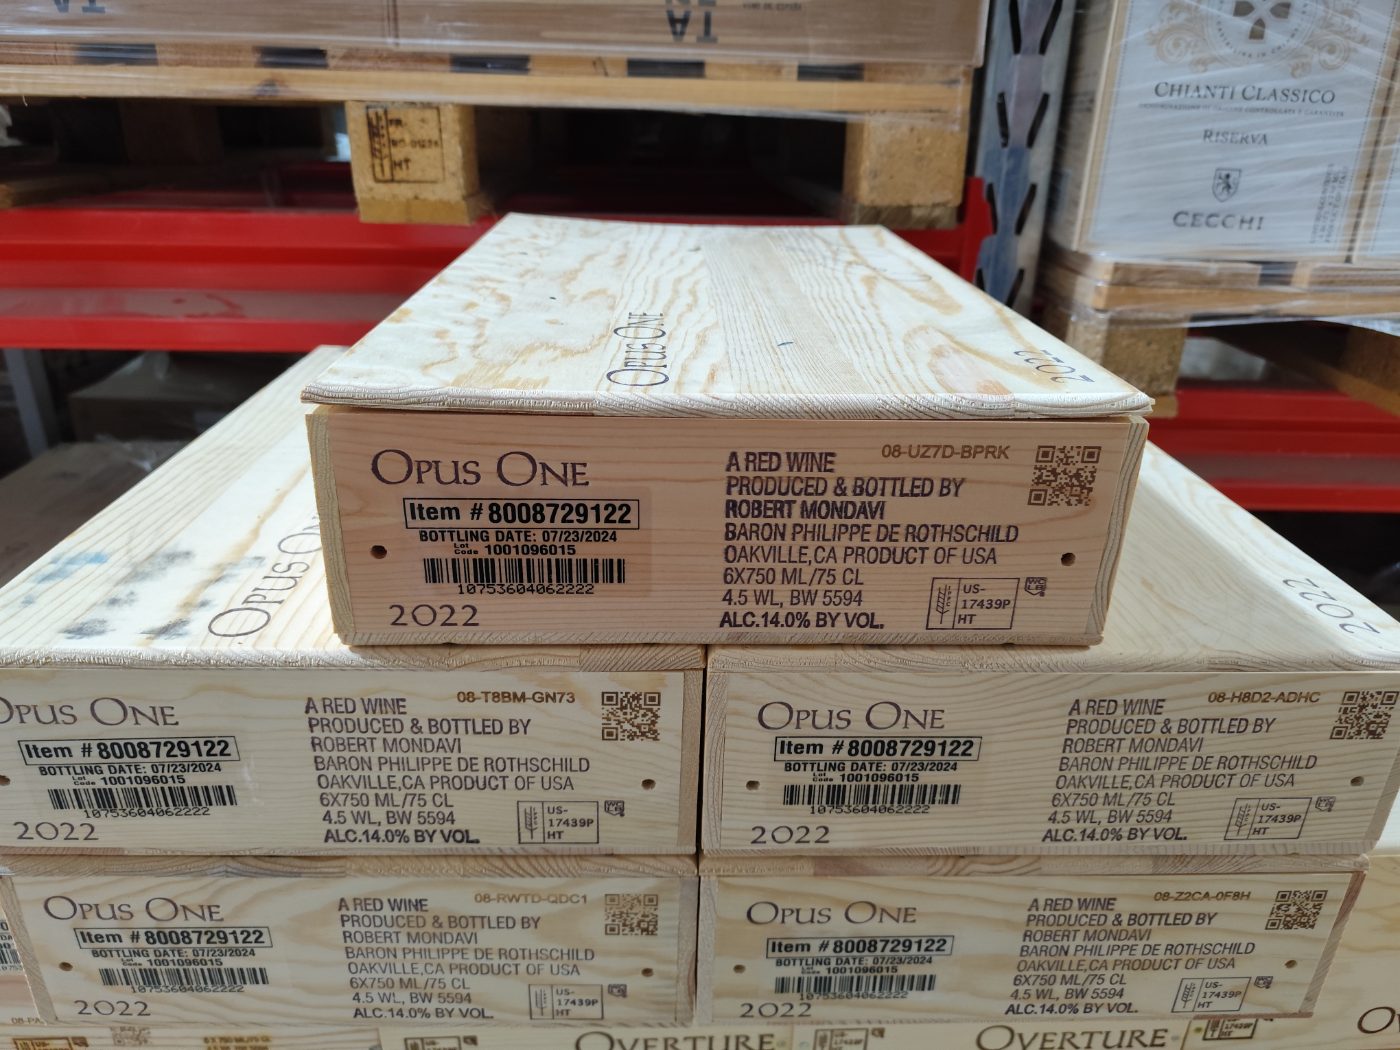 TAN
CHIANTI CLASSICO
DENOMINAZIONE DI ORIGINE CONTROLLATA E GARANTITA
RISERVA
CECCHI
FR
HT
OPUS ONE
2022
OPUS ONE
Item # 8008729122
BOTTLING DATE: 07/23/2024
Lot Code 1001096015
10753604062222
2022
A RED WINE
08-UZ7D-BPRK
PRODUCED & BOTTLED BY
ROBERT MONDAVI
BARON PHILIPPE DE ROTHSCHILD
OAKVILLE,CA PRODUCT OF USA
6X750 ML/75 CL
4.5 WL, BW 5594
ALC.14.0% BY VOL.
US-
17439P
HT
OPUS ONE
2022
OPUS ONE
Item # 8008729122
BOTTLING DATE: 07/23/2024
Lot Code 1001096015
10753604062222
2022
A RED WINE
08-T8BM-GN73
PRODUCED & BOTTLED BY
ROBERT MONDAVI
BARON PHILIPPE DE ROTHSCHILD
OAKVILLE,CA PRODUCT OF USA
6X750 ML/75 CL
4.5 WL, BW 5594
ALC.14.0% BY VOL.
US-
17439P
HT
OPUS ONE
Item # 8008729122
BOTTLING DATE: 07/23/2024
Lot Code 1001096015
10753604062222
2022
A RED WINE
08-H8D2-ADHC
PRODUCED & BOTTLED BY
ROBERT MONDAVI
BARON PHILIPPE DE ROTHSCHILD
OAKVILLE,CA PRODUCT OF USA
6X750 ML/75 CL
4.5 WL, BW 5594
ALC.14.0% BY VOL.
US-
17439P
HT
OPUS ONE
Item # 8008729122
BOTTLING DATE: 07/23/2024
Lot Code 1001096015
10753604062222
2022
A RED WINE
08-RWTD-QDC1
PRODUCED & BOTTLED BY
ROBERT MONDAVI
BARON PHILIPPE DE ROTHSCHILD
OAKVILLE,CA PRODUCT OF USA
6X750 ML/75 CL
4.5 WL, BW 5594
ALC.14.0% BY VOL.
US-
17439P
HT
OPUS ONE
Item # 8008729122
BOTTLING DATE: 07/23/2024
Lot Code 1001096015
10753604062222
2022
A RED WINE
08-Z2CA-0F8H
PRODUCED & BOTTLED BY
ROBERT MONDAVI
BARON PHILIPPE DE ROTHSCHILD
OAKVILLE,CA PRODUCT OF USA
6X750 ML/75 CL
4.5 WL, BW 5594
ALC.14.0% BY VOL.
US-
17439P
HT
OVERTURE
OVERTURE